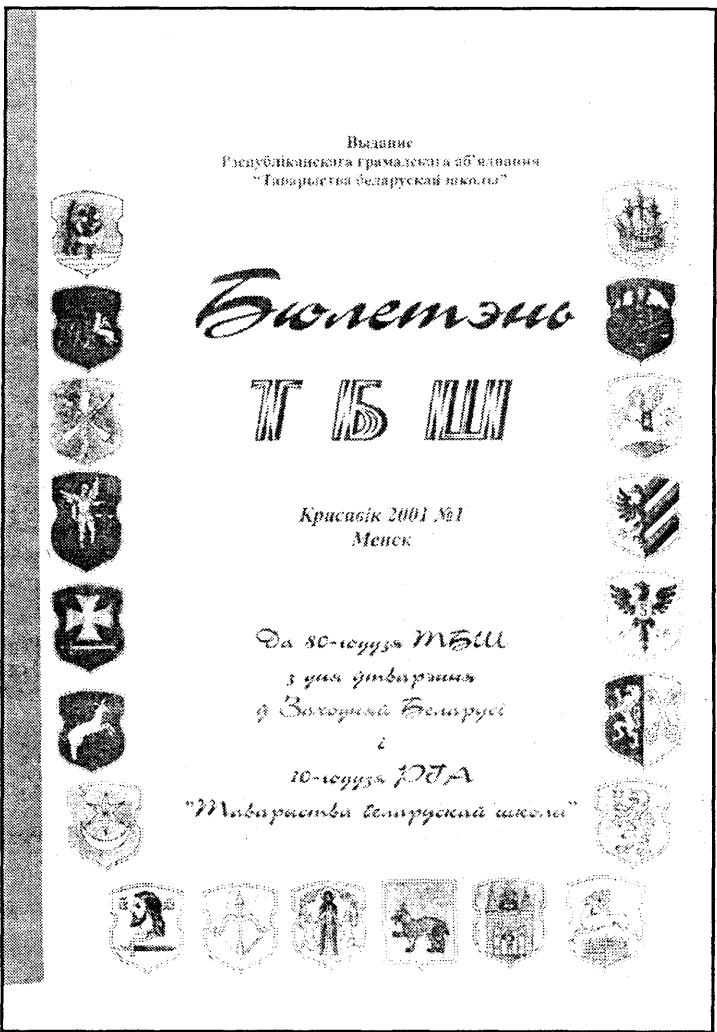 Выданне
Рэспубліканскага грамадскага аб'яднання
"Таварыства беларускай школы"
Бюлетэнь
ТБШ
Красавік 2001 №1
Менск
Да 80-годдзя ТБШ
з дня ўтварэння
ў Заходняй Беларусі
і
10-годдзя РГА
"Таварыства беларускай школы"